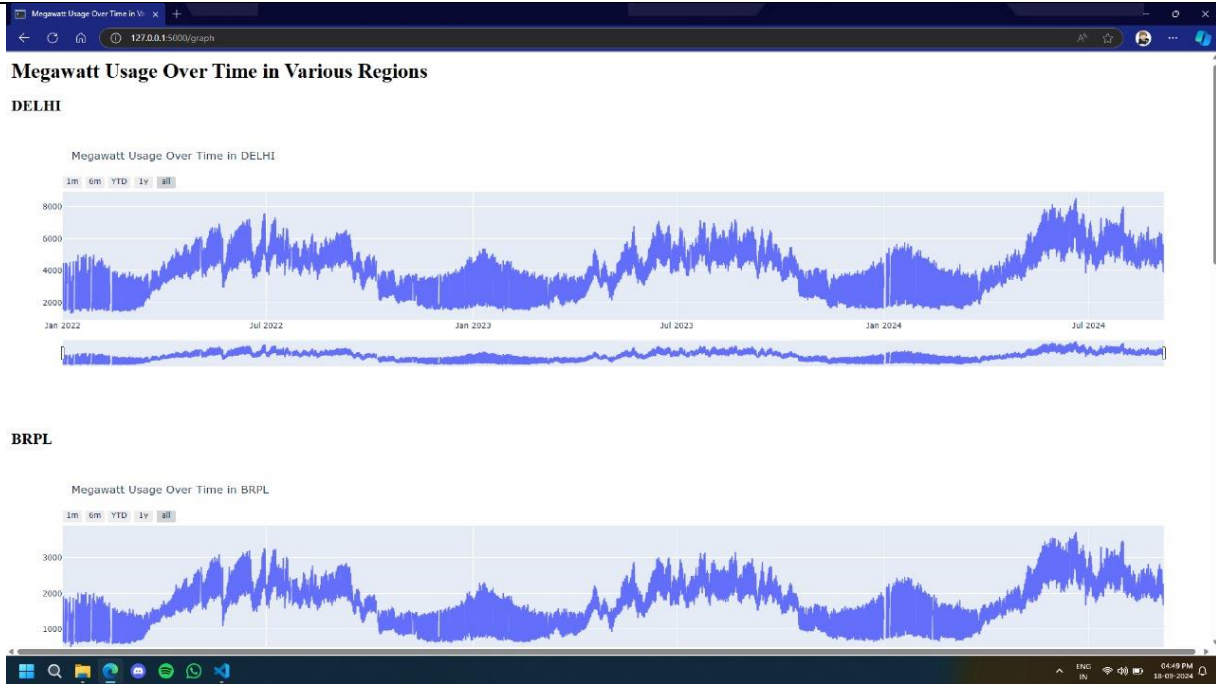 Megawatt Usage Over Time in Va
127.0.0.1:5000/graph
Megawatt Usage Over Time in Various Regions
DELHI
Megawatt Usage Over Time in DELHI
1m 6m YTD 1y all
8000
6000
4000
2000
Jan 2022 Jul 2022 Jan 2023 Jul 2023 Jan 2024 Jul 2024
BRPL
Megawatt Usage Over Time in BRPL
1m 6m YTD 1y all
3000
2000
1000
ENG 04:49 PM
IN 18-09-2024